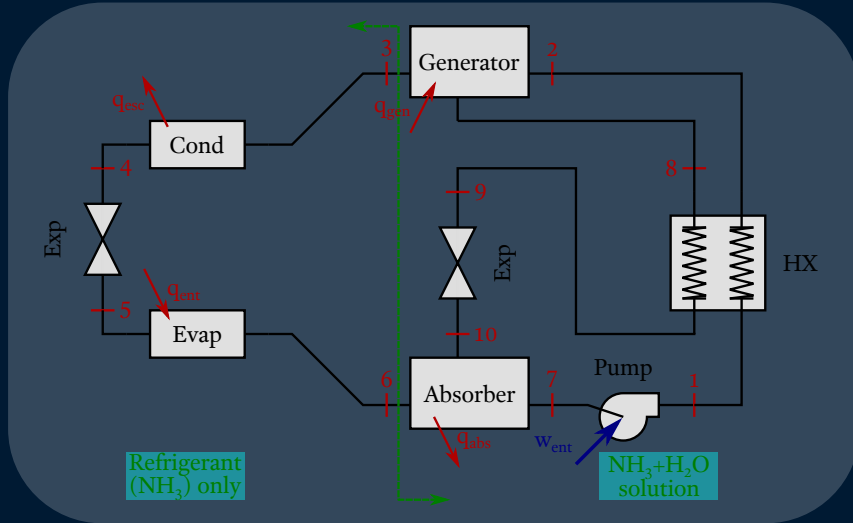 3
Generator
2
q_esc
q_gen
Cond
4
8
9
Exp
Exp
HX
5
q_ent
Evap
10
Pump
6
Absorber
7
1
q_abs
w_ent
Refrigerant
(NH₃) only
NH₃+H₂O
solution